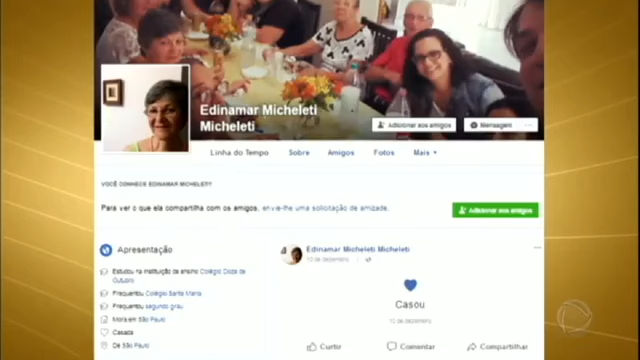 Edinamar Micheleti
Micheleti
Adicionar aos amigos
Mensagem
Linha do Tempo Sobre Amigos Fotos Mais
VOCÊ CONHECE EDINAMAR MICHELETI?
Para ver o que ela compartilha com os amigos, envie-lhe uma solicitação de amizade.
Adicionar aos amigos
Apresentação
Estudou na instituição de ensino Colégio Doze de
Outubro
Frequentou Colégio Santa Maria
Frequentou segundo grau
Mora em São Paulo
Casada
De São Paulo
Edinamar Micheleti Micheleti
10 de dezembro
Casou
10 de dezembro
Curtir Comentar Compartilhar